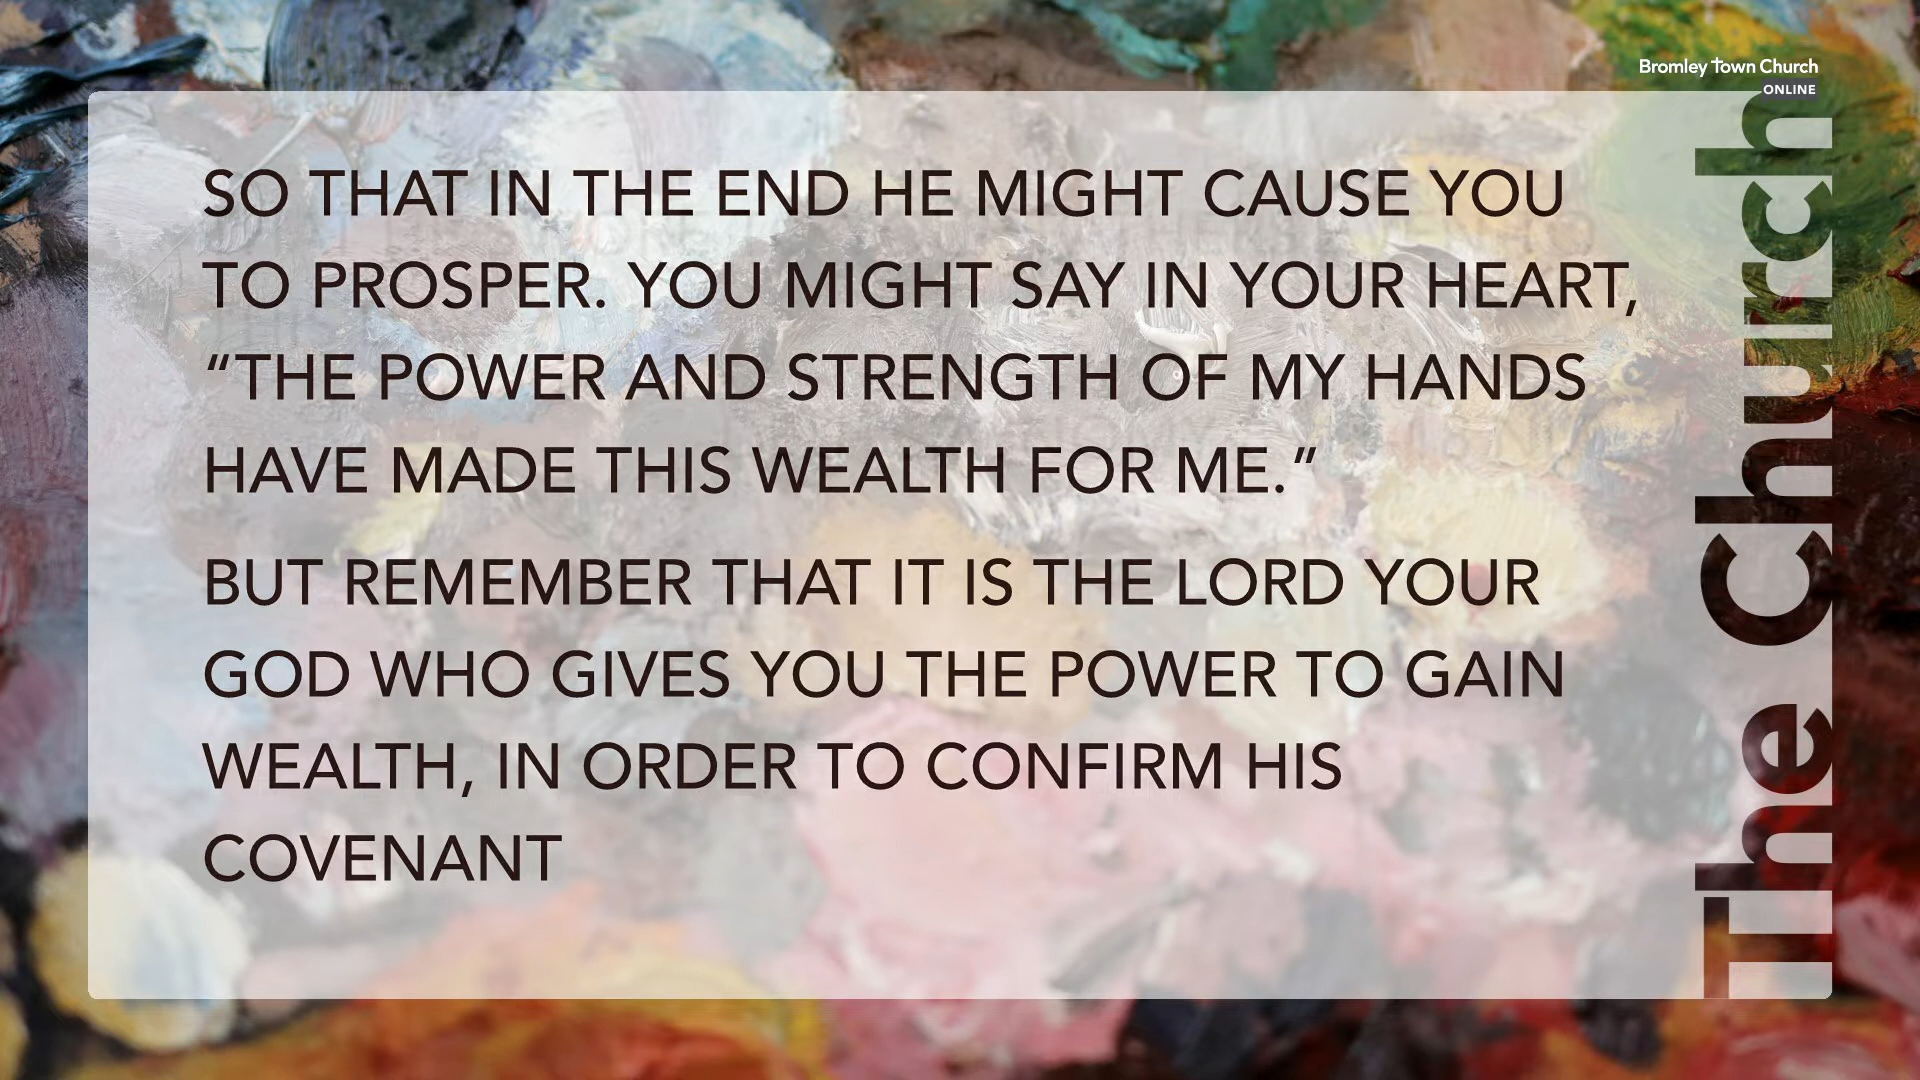 Bromley Town Church
ONLINE
SO THAT IN THE END HE MIGHT CAUSE YOU
TO PROSPER. YOU MIGHT SAY IN YOUR HEART,
“THE POWER AND STRENGTH OF MY HANDS
HAVE MADE THIS WEALTH FOR ME.”
BUT REMEMBER THAT IT IS THE LORD YOUR
GOD WHO GIVES YOU THE POWER TO GAIN
WEALTH, IN ORDER TO CONFIRM HIS
COVENANT
The Church